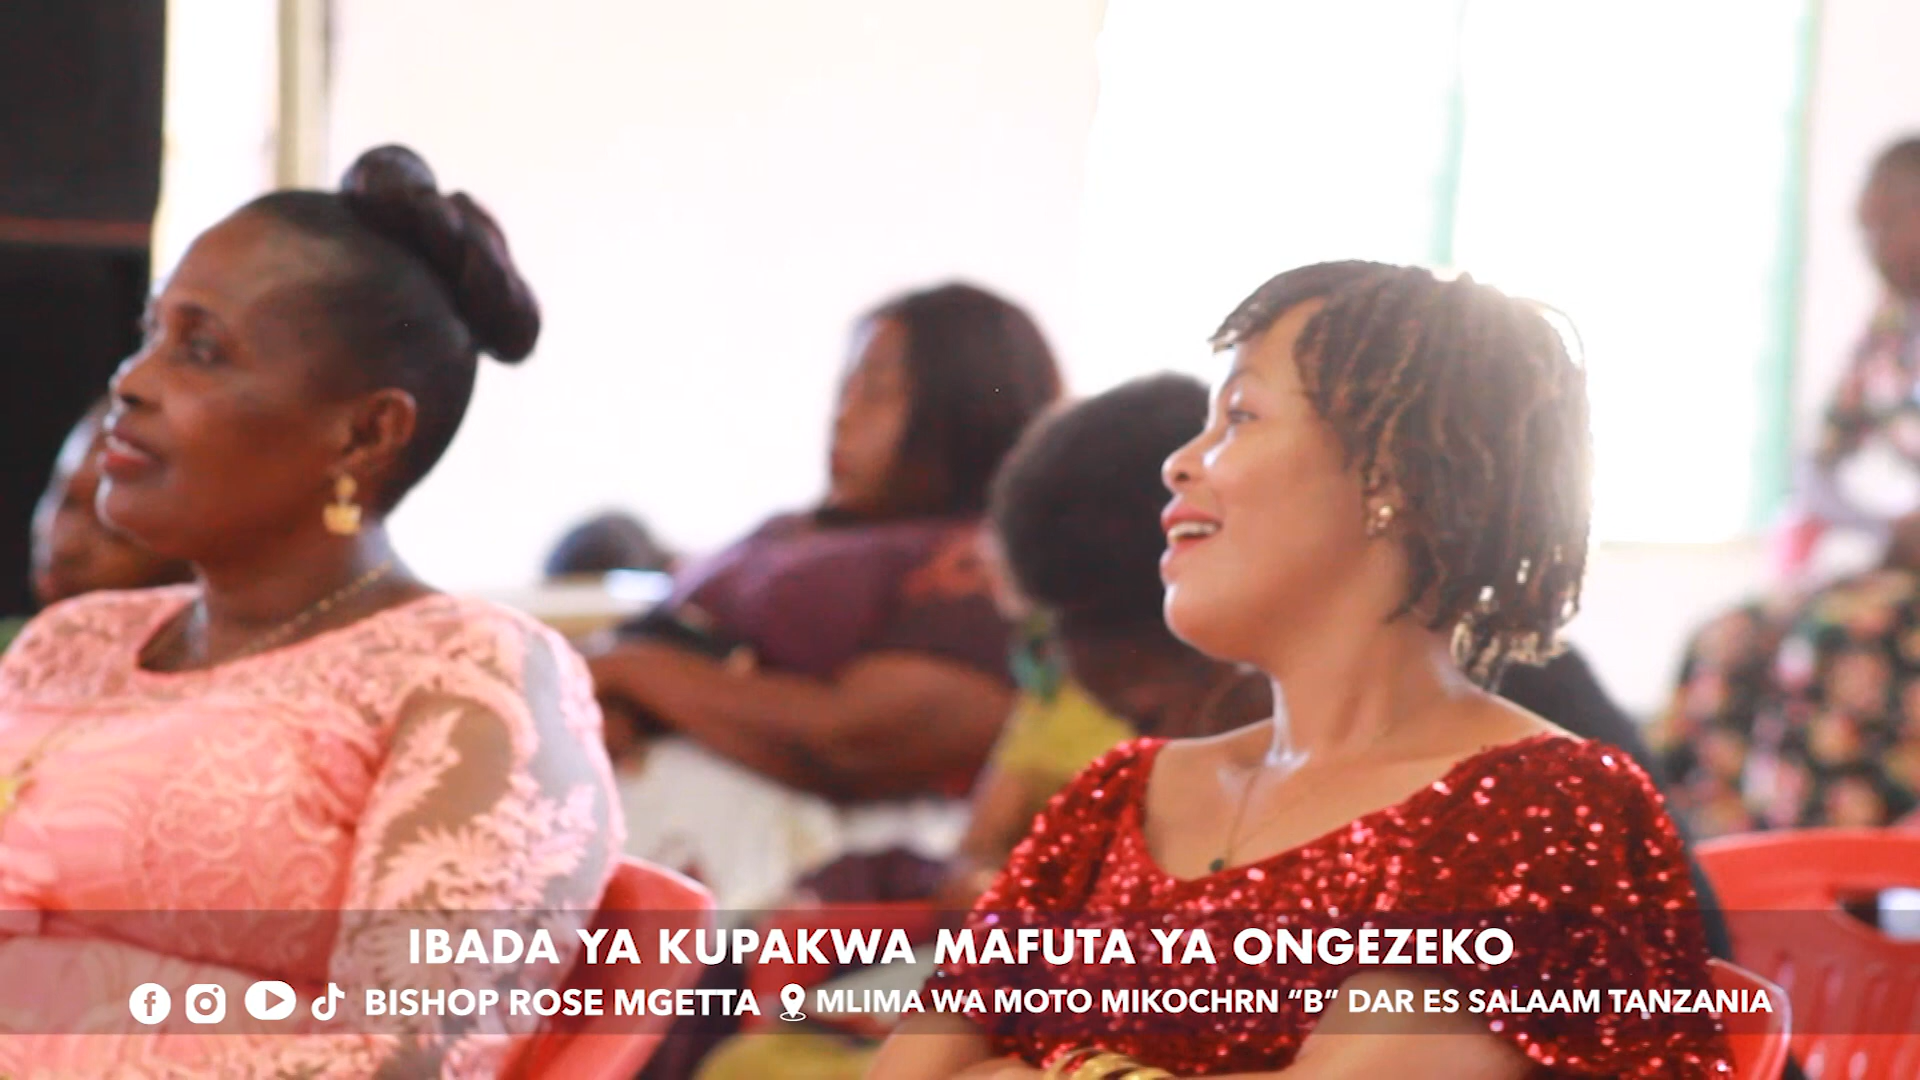 IBADA YA KUPAKWA MAFUTA YA ONGEZEKO
BISHOP ROSE MGETTA MLIMA WA MOTO MIKOCHRN “B” DAR ES SALAAM TANZANIA